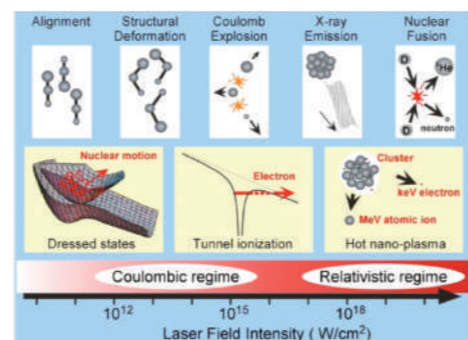 Alignment
Structural
Deformation
Coulomb
Explosion
X-ray
Emission
Nuclear
Fusion
D
D
He
neutron
Nuclear motion
Dressed states
Electron
Tunnel ionization
Cluster
keV electron
MeV atomic ion
Hot nano-plasma
Coulombic regime
Relativistic regime
10¹²
10¹⁵
10¹⁸
Laser Field Intensity ( W/cm²)